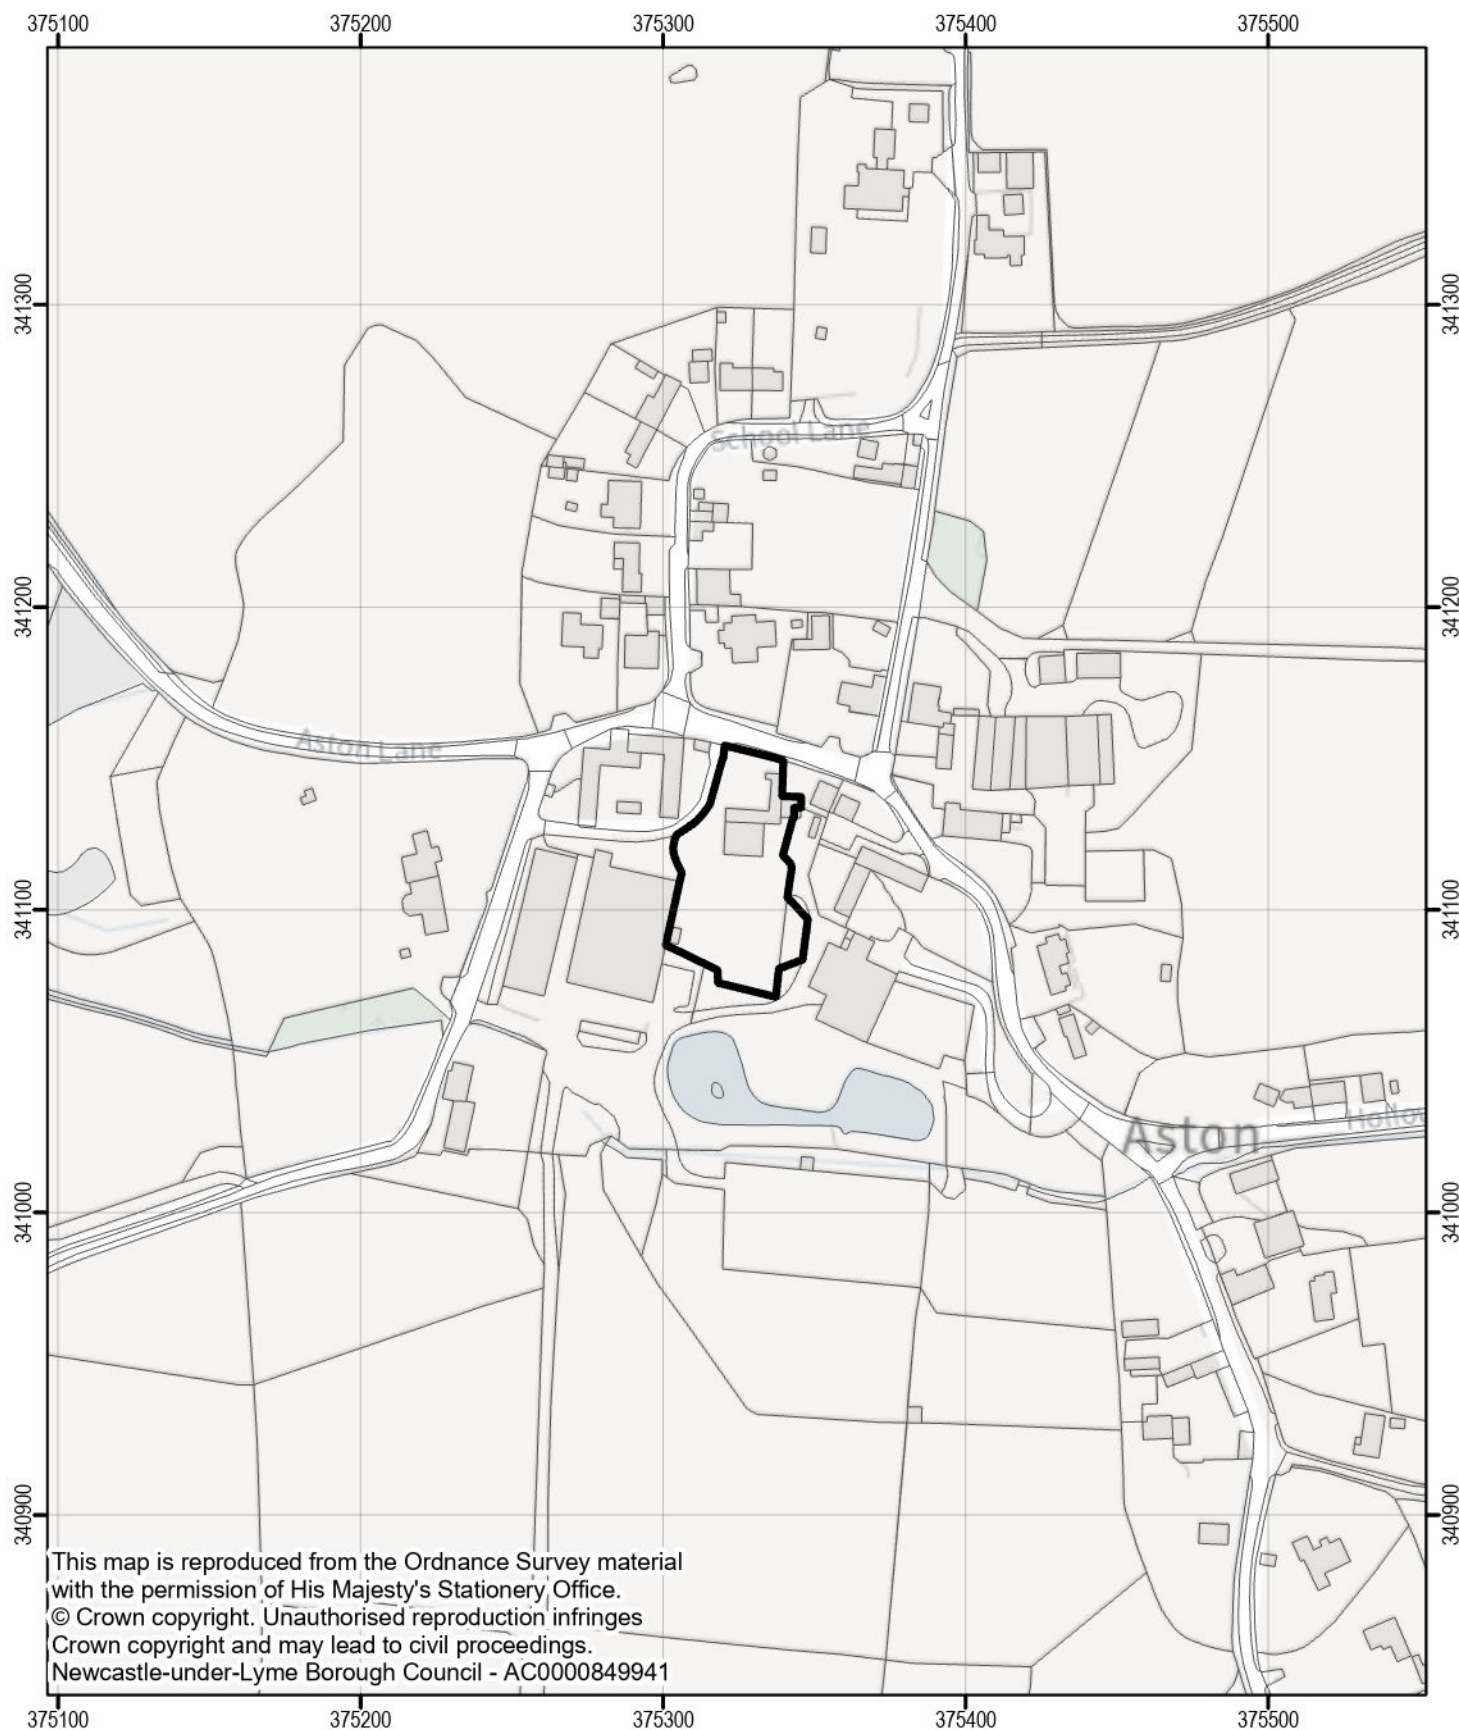 375100 375200 375300 375400 375500
School Lane
341300 341300
341200 341200
Aston Lane
341100 341100
Aston
Hollow
341000 341000
340900 340900
This map is reproduced from the Ordnance Survey material
with the permission of His Majesty's Stationery Office.
© Crown copyright. Unauthorised reproduction infringes
Crown copyright and may lead to civil proceedings.
Newcastle-under-Lyme Borough Council - AC0000849941
375100 375200 375300 375400 375500